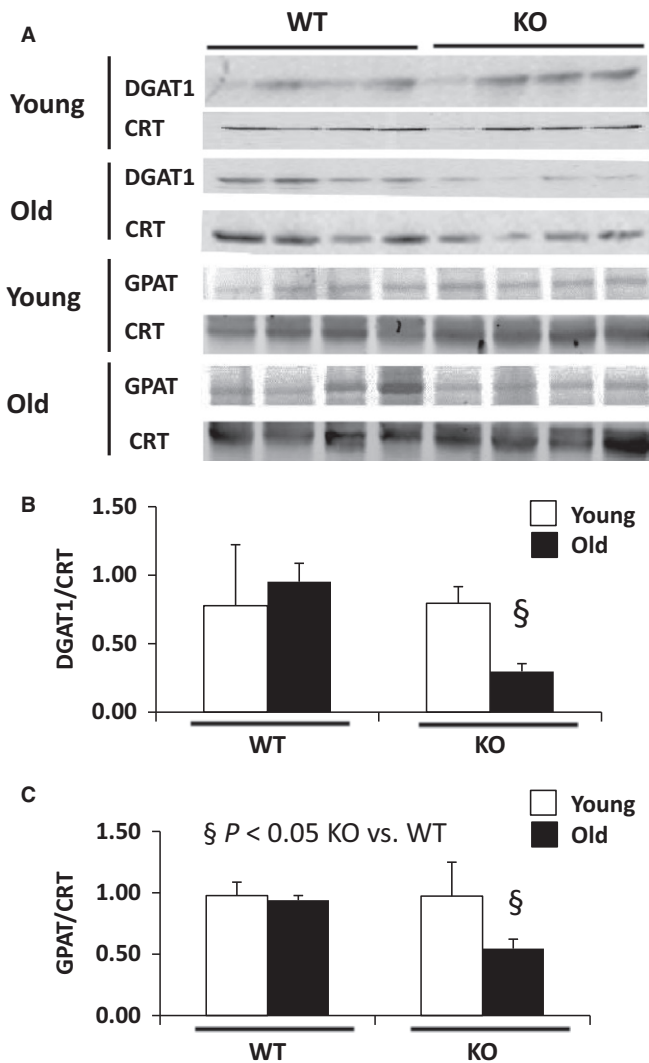 A
WT KO
Young
DGAT1
CRT
Old
DGAT1
CRT
Young
GPAT
CRT
Old
GPAT
CRT
B
DGAT1/CRT
1.50
1.00
0.50
0.00
Young
Old
§
WT KO
C
GPAT/CRT
1.50
1.00
0.50
0.00
§ P < 0.05 KO vs. WT
Young
Old
§
WT KO